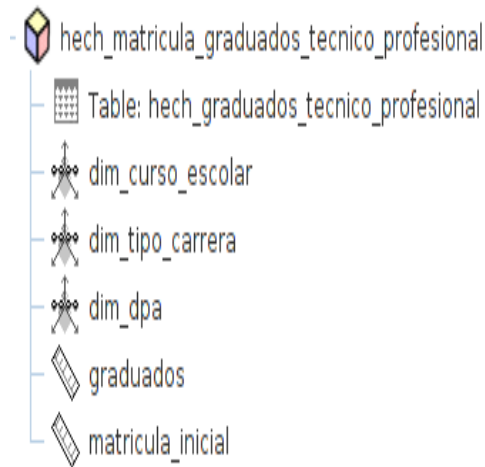 hech_matricula_graduados_tecnico_profesional
Table: hech_graduados_tecnico_profesional
dim_curso_escolar
dim_tipo_carrera
dim_dpa
graduados
matricula_inicial